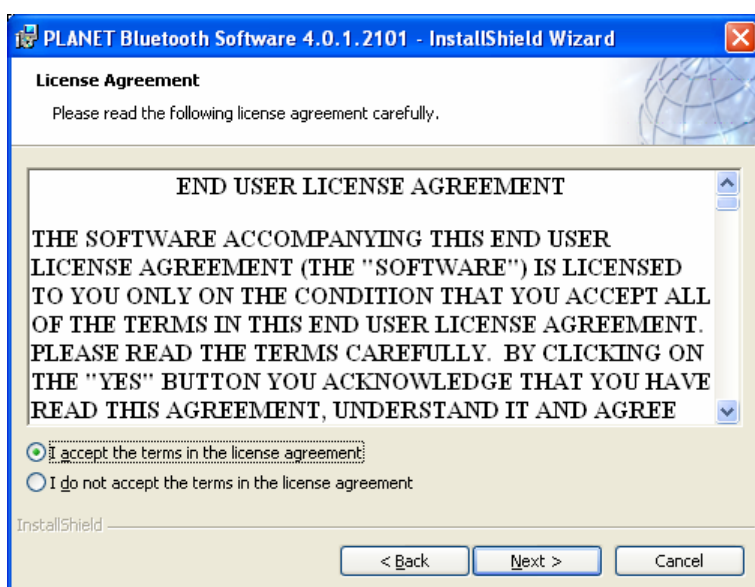 PLANET Bluetooth Software 4.0.1.2101 - InstallShield Wizard
License Agreement
Please read the following license agreement carefully.
END USER LICENSE AGREEMENT
THE SOFTWARE ACCOMPANYING THIS END USER
LICENSE AGREEMENT (THE "SOFTWARE") IS LICENSED
TO YOU ONLY ON THE CONDITION THAT YOU ACCEPT ALL
OF THE TERMS IN THIS END USER LICENSE AGREEMENT.
PLEASE READ THE TERMS CAREFULLY.  BY CLICKING ON
THE "YES" BUTTON YOU ACKNOWLEDGE THAT YOU HAVE
READ THIS AGREEMENT, UNDERSTAND IT AND AGREE
I accept the terms in the license agreement
I do not accept the terms in the license agreement
InstallShield
< Back Next > Cancel